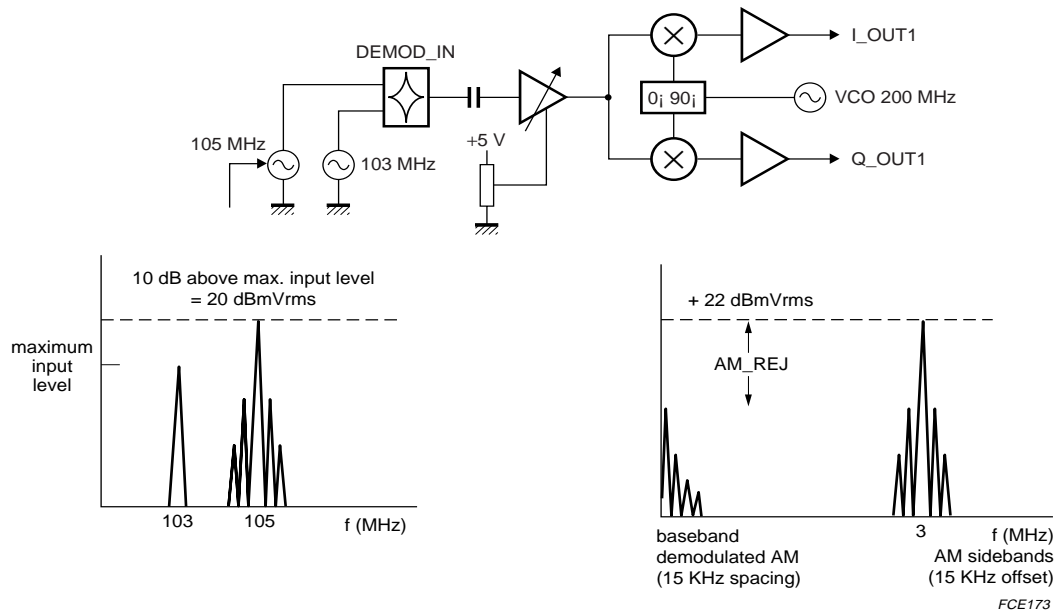 DEMOD_IN
I_OUT1
0¡ 90¡
VCO 200 MHz
+5 V
105 MHz
103 MHz
Q_OUT1
10 dB above max. input level
= 20 dBmVrms
maximum
input
level
103
105
f (MHz)
+ 22 dBmVrms
AM_REJ
3
f (MHz)
baseband
demodulated AM
(15 KHz spacing)
AM sidebands
(15 KHz offset)
FCE173